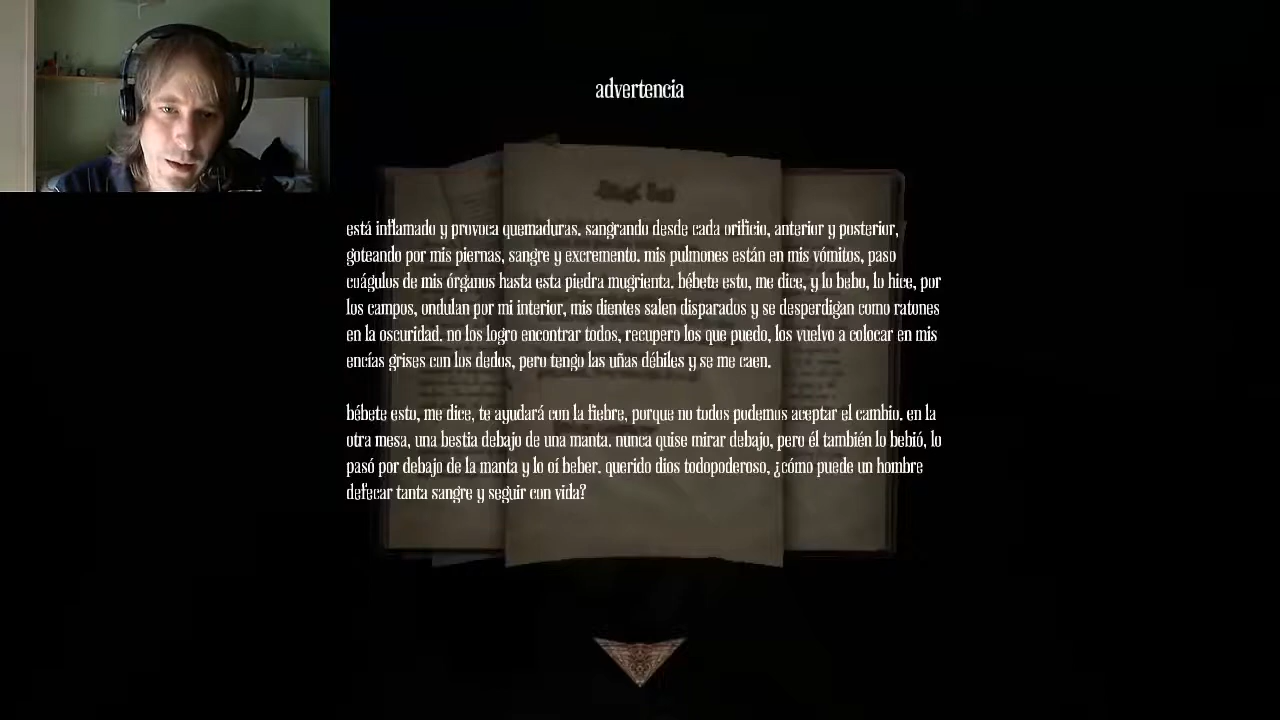 advertencia
está inflamado y provoca quemaduras. sangrando desde cada orificio, anterior y posterior,
goteando por mis piernas, sangre y excremento. mis pulmones están en mis vómitos, paso
cuágulos de mis órganos hasta esta piedra mugrienta. bébete esto, me dice, y lo bebo, lo hice, por
los campos, ondulan por mi interior, mis dientes salen disparados y se desperdigan como ratones
en la oscuridad. no los logro encontrar todos, recupero los que puedo, los vuelvo a colocar en mis
encías grises con los dedos, pero tengo las uñas débiles y se me caen.
bébete esto, me dice, te ayudará con la fiebre, porque no todos podemos aceptar el cambio. en la
otra mesa, una bestia debajo de una manta. nunca quise mirar debajo, pero él también lo bebió, lo
pasó por debajo de la manta y lo oí beber. querido dios todopoderoso, ¿cómo puede un hombre
defecar tanta sangre y seguir con vida?